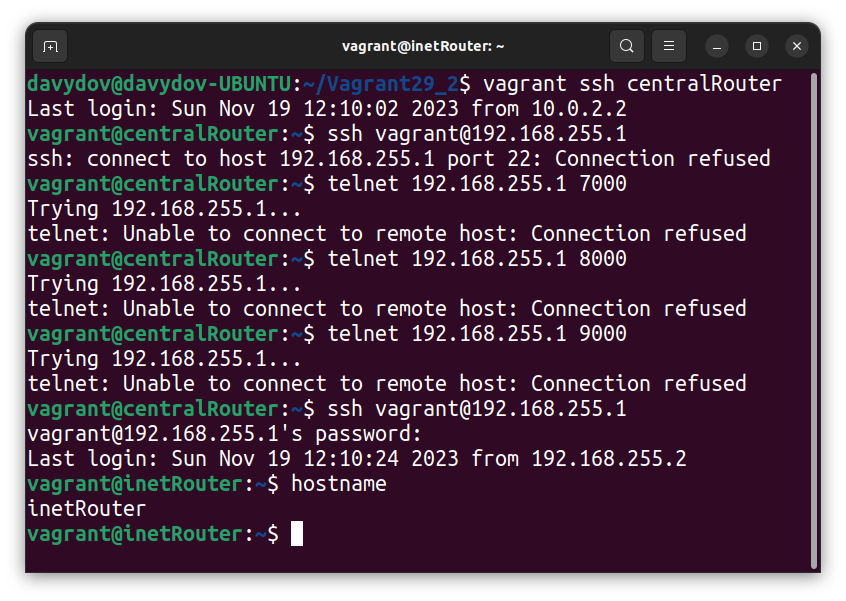 vagrant@inetRouter: ~
davydov@davydov-UBUNTU:~/Vagrant29_2$ vagrant ssh centralRouter
Last login: Sun Nov 19 12:10:02 2023 from 10.0.2.2
vagrant@centralRouter:~$ ssh vagrant@192.168.255.1
ssh: connect to host 192.168.255.1 port 22: Connection refused
vagrant@centralRouter:~$ telnet 192.168.255.1 7000
Trying 192.168.255.1...
telnet: Unable to connect to remote host: Connection refused
vagrant@centralRouter:~$ telnet 192.168.255.1 8000
Trying 192.168.255.1...
telnet: Unable to connect to remote host: Connection refused
vagrant@centralRouter:~$ telnet 192.168.255.1 9000
Trying 192.168.255.1...
telnet: Unable to connect to remote host: Connection refused
vagrant@centralRouter:~$ ssh vagrant@192.168.255.1
vagrant@192.168.255.1's password:
Last login: Sun Nov 19 12:10:24 2023 from 192.168.255.2
vagrant@inetRouter:~$ hostname
inetRouter
vagrant@inetRouter:~$